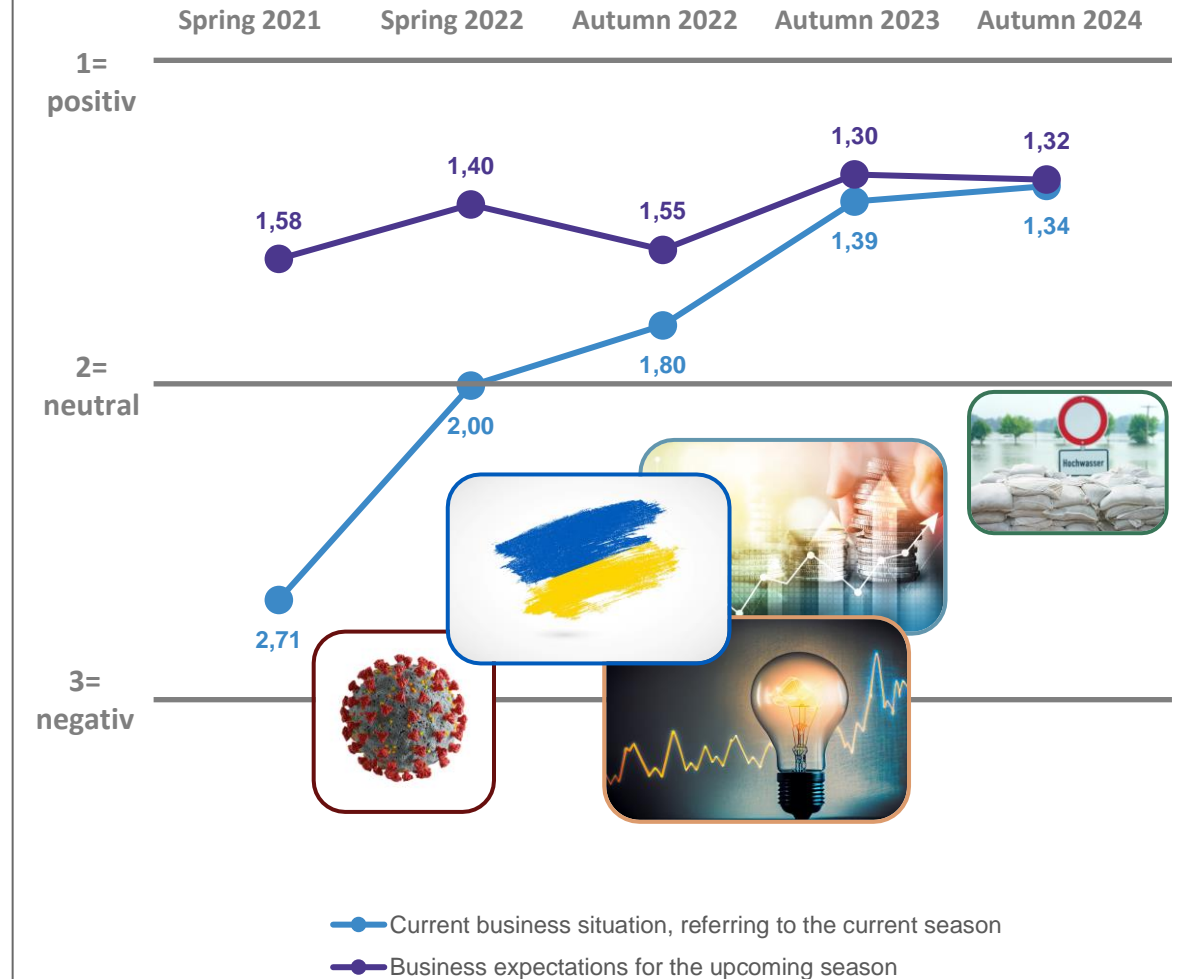 Spring 2021 Spring 2022 Autumn 2022 Autumn 2023 Autumn 2024
1=
positiv
1,58
1,40
1,55
1,30
1,32
1,39
1,34
2=
neutral
1,80
2,00
Hochwasser
2,71
3=
negativ
Current business situation, referring to the current season
Business expectations for the upcoming season